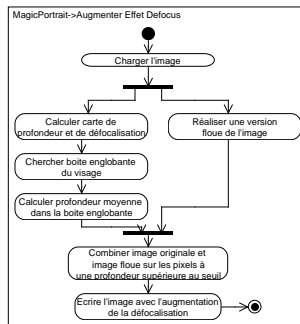 MagicPortrait->Augmenter Effet Defocus
Charger l'image
Calculer carte de
profondeur et de défocalisation
Réaliser une version
floue de l'image
Chercher boite englobante
du visage
Calculer profondeur moyenne
dans la boite englobante
Combiner image originale et
image floue sur les pixels à
une profondeur supérieure au seuil
Ecrire l'image avec l'augmentation
de la défocalisation